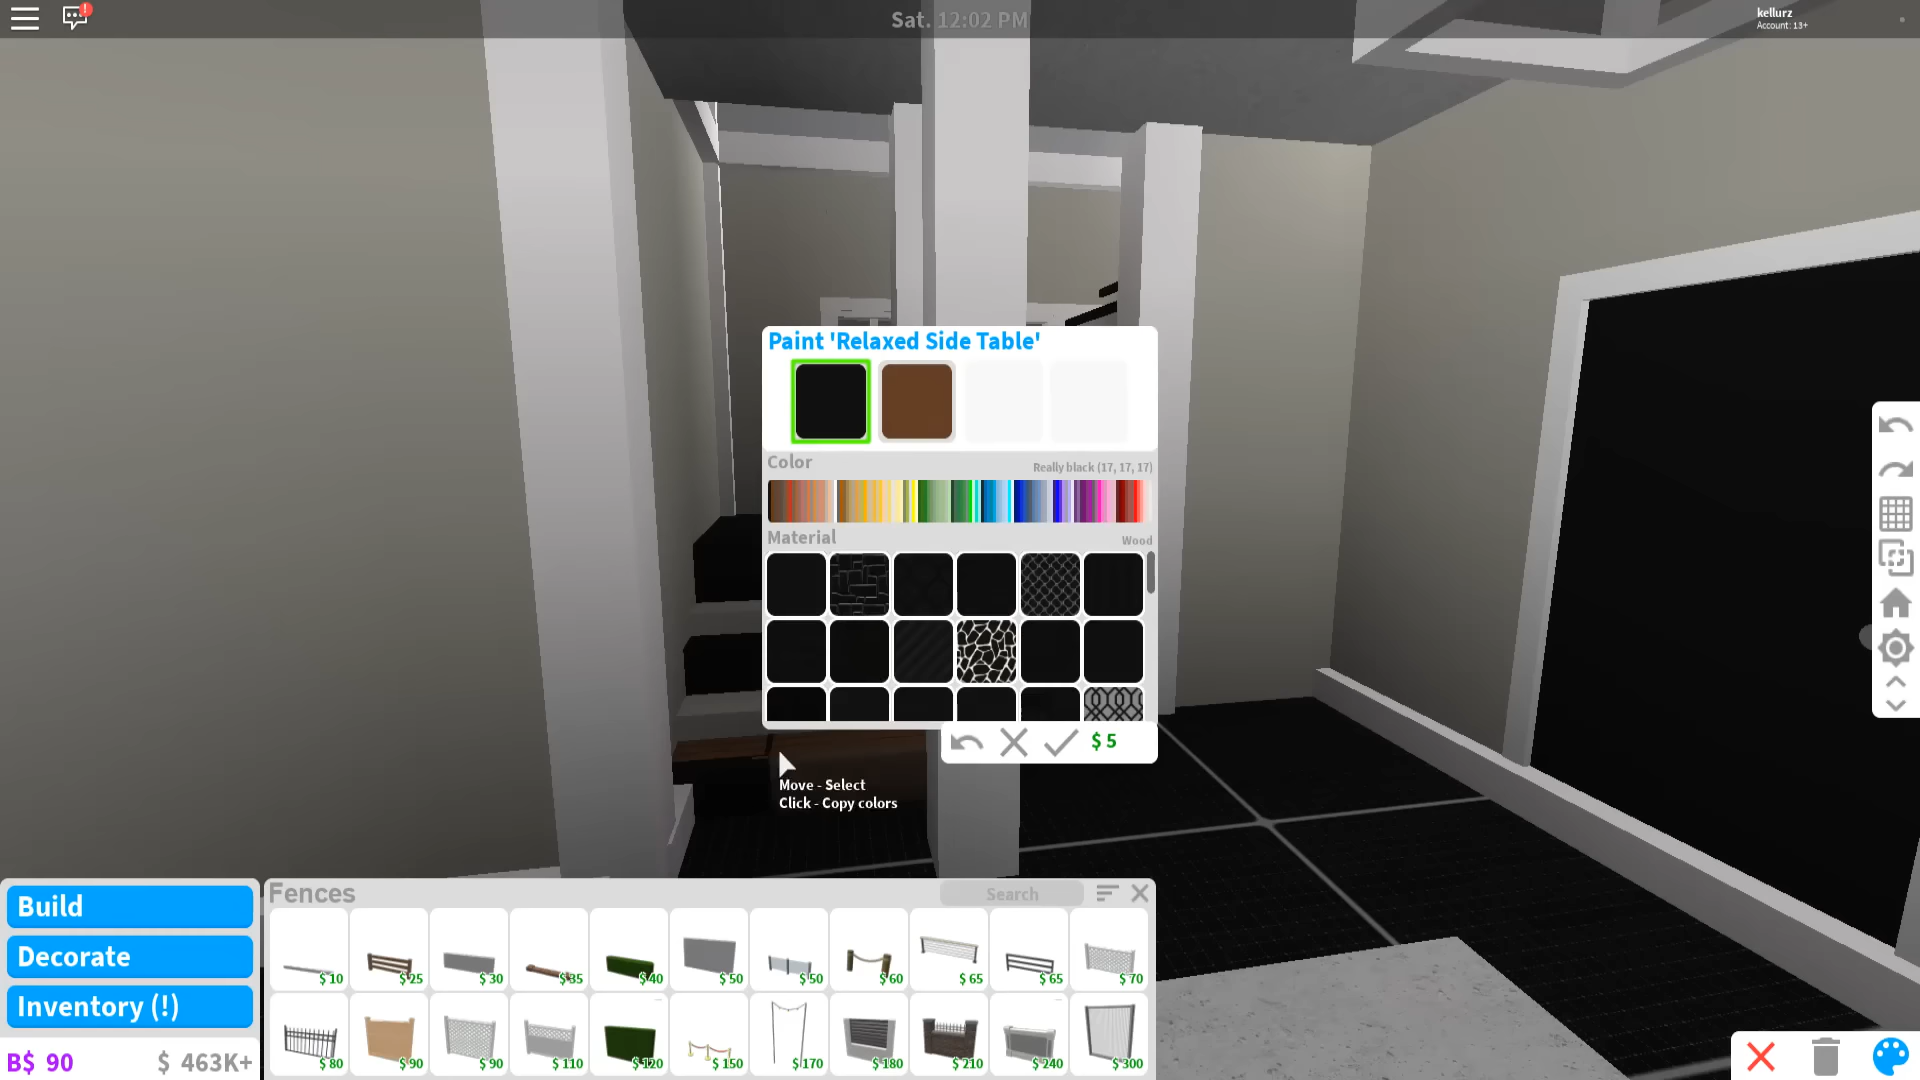 Sat. 12:02 PM
kellurz
Account: 13+
Paint 'Relaxed Side Table'
Color
Really black (17, 17, 17)
Material
Wood
$ 5
Move - Select
Click - Copy colors
Build
Decorate
Inventory (!)
B$ 90
$ 463K+
Fences
Search
$ 10
$ 25
$ 30
$ 35
$ 40
$ 50
$ 50
$ 60
$ 65
$ 65
$ 70
$ 80
$ 90
$ 90
$ 110
$ 120
$ 150
$ 170
$ 180
$ 210
$ 240
$ 300